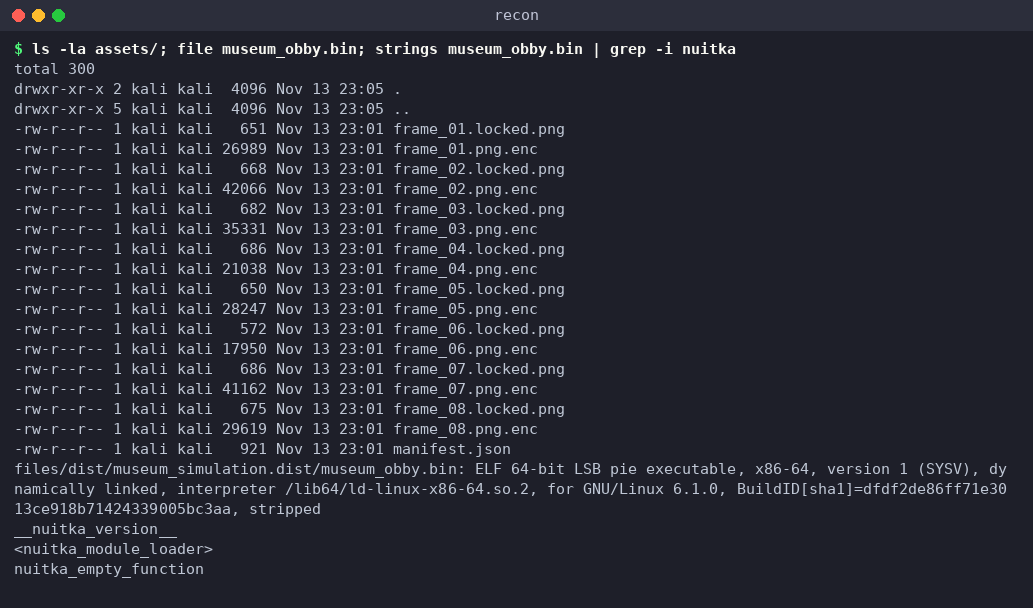 recon
$ ls -la assets/; file museum_obby.bin; strings museum_obby.bin | grep -i nuitka
total 300
drwxr-xr-x 2 kali kali  4096 Nov 13 23:05 .
drwxr-xr-x 5 kali kali  4096 Nov 13 23:05 ..
-rw-r--r-- 1 kali kali   651 Nov 13 23:01 frame_01.locked.png
-rw-r--r-- 1 kali kali 26989 Nov 13 23:01 frame_01.png.enc
-rw-r--r-- 1 kali kali   668 Nov 13 23:01 frame_02.locked.png
-rw-r--r-- 1 kali kali 42066 Nov 13 23:01 frame_02.png.enc
-rw-r--r-- 1 kali kali   682 Nov 13 23:01 frame_03.locked.png
-rw-r--r-- 1 kali kali 35331 Nov 13 23:01 frame_03.png.enc
-rw-r--r-- 1 kali kali   686 Nov 13 23:01 frame_04.locked.png
-rw-r--r-- 1 kali kali 21038 Nov 13 23:01 frame_04.png.enc
-rw-r--r-- 1 kali kali   650 Nov 13 23:01 frame_05.locked.png
-rw-r--r-- 1 kali kali 28247 Nov 13 23:01 frame_05.png.enc
-rw-r--r-- 1 kali kali   572 Nov 13 23:01 frame_06.locked.png
-rw-r--r-- 1 kali kali 17950 Nov 13 23:01 frame_06.png.enc
-rw-r--r-- 1 kali kali   686 Nov 13 23:01 frame_07.locked.png
-rw-r--r-- 1 kali kali 41162 Nov 13 23:01 frame_07.png.enc
-rw-r--r-- 1 kali kali   675 Nov 13 23:01 frame_08.locked.png
-rw-r--r-- 1 kali kali 29619 Nov 13 23:01 frame_08.png.enc
-rw-r--r-- 1 kali kali   921 Nov 13 23:01 manifest.json
files/dist/museum_simulation.dist/museum_obby.bin: ELF 64-bit LSB pie executable, x86-64, version 1 (SYSV), dy
namically linked, interpreter /lib64/ld-linux-x86-64.so.2, for GNU/Linux 6.1.0, BuildID[sha1]=dfdf2de86ff71e30
13ce918b71424339005bc3aa, stripped
__nuitka_version__
<nuitka_module_loader>
nuitka_empty_function